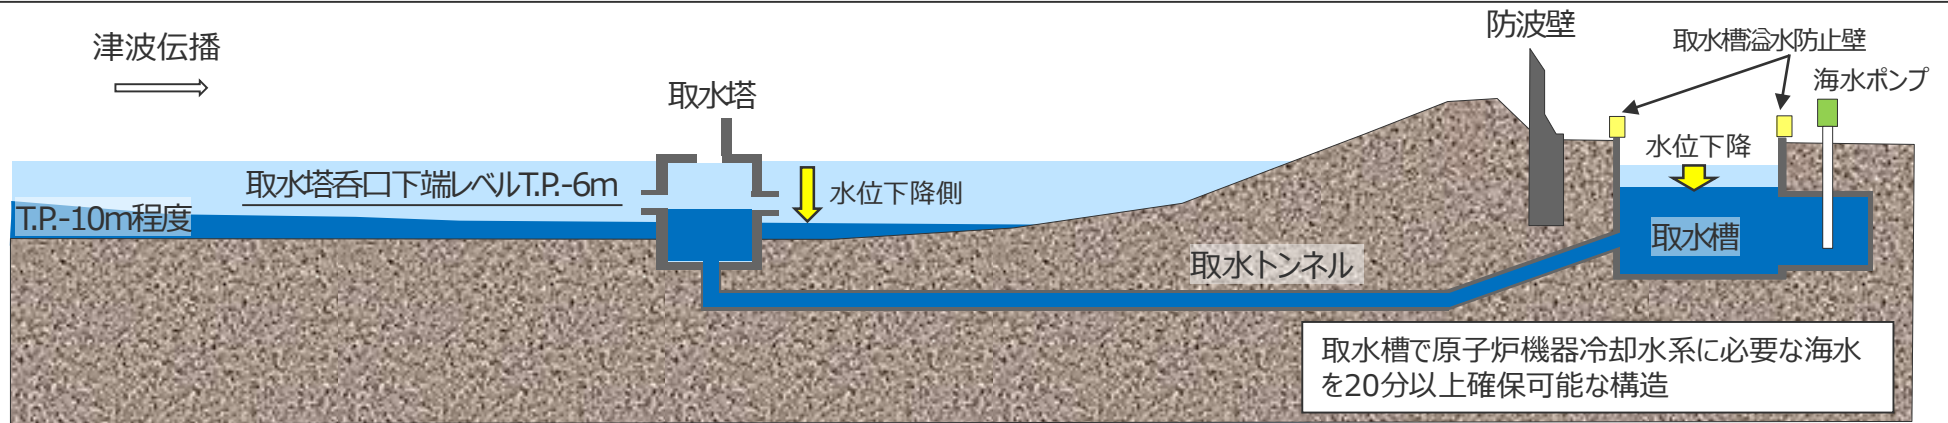 津波伝播
取水塔
防波壁
取水槽溢水防止壁
海水ポンプ
水位下降
取水塔呑口下端レベルT.P.-6m
水位下降側
T.P.-10m程度
取水槽
取水トンネル
取水槽で原子炉機器冷却水系に必要な海水
を20分以上確保可能な構造